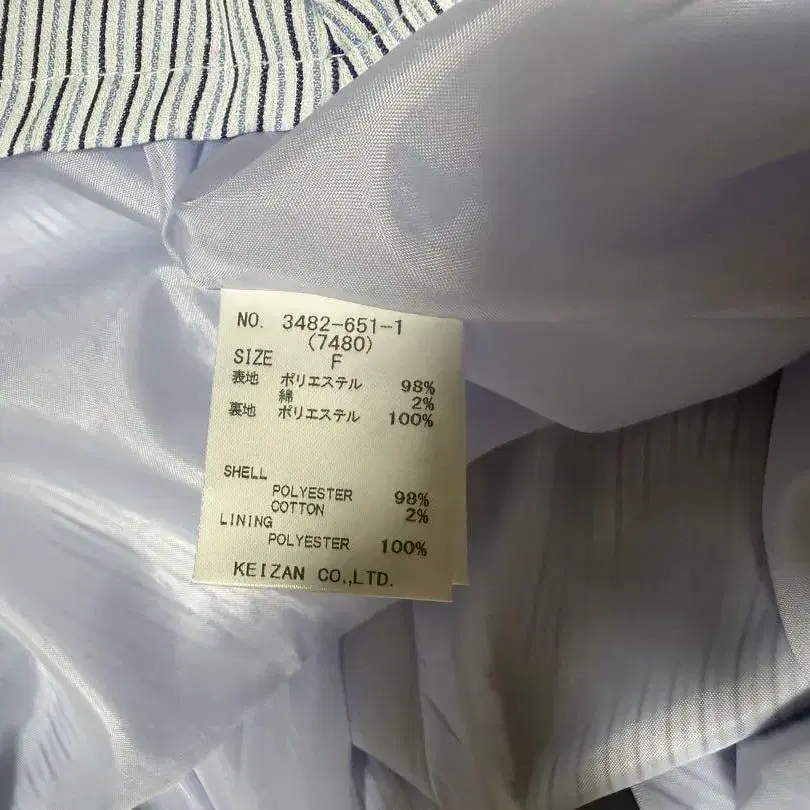 NO. 3482-651-1
(7480)
SIZE F
表地 ポリエステル 98%
綿 2%
裏地 ポリエステル 100%
SHELL
POLYESTER 98%
COTTON 2%
LINING
POLYESTER 100%
KEIZAN CO.,LTD.